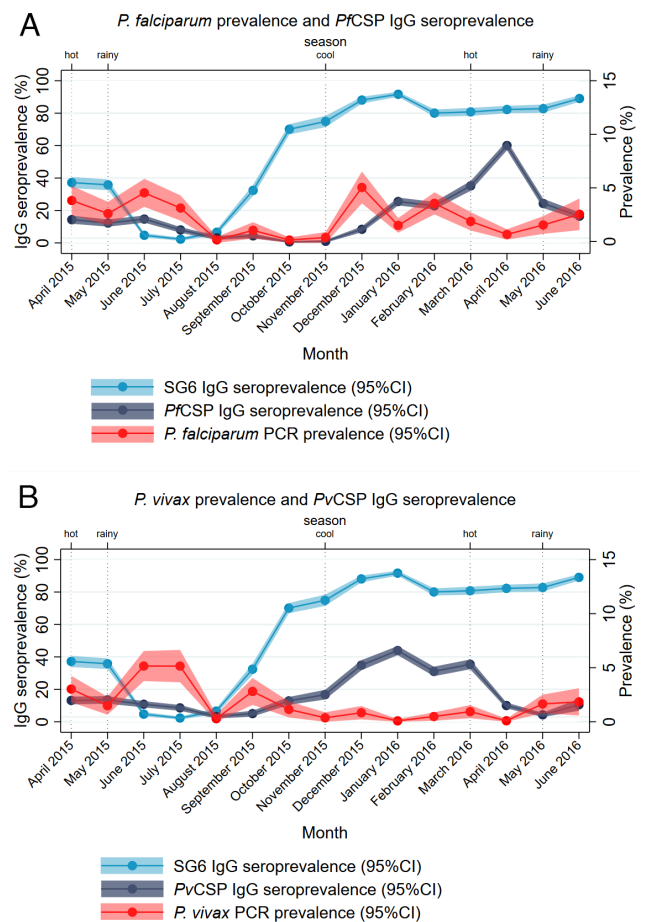 A
P. falciparum prevalence and PfCSP IgG seroprevalence
season
hot rainy cool hot rainy
IgG seroprevalence (%)
100
80
60
40
20
0
15
10
5
0
Prevalence (%)
April 2015
May 2015
June 2015
July 2015
August 2015
September 2015
October 2015
November 2015
December 2015
January 2016
February 2016
March 2016
April 2016
May 2016
June 2016
Month
SG6 IgG seroprevalence (95%CI)
PfCSP IgG seroprevalence (95%CI)
P. falciparum PCR prevalence (95%CI)
B
P. vivax prevalence and PvCSP IgG seroprevalence
season
hot rainy cool hot rainy
IgG seroprevalence (%)
100
80
60
40
20
0
15
10
5
0
Prevalence (%)
April 2015
May 2015
June 2015
July 2015
August 2015
September 2015
October 2015
November 2015
December 2015
January 2016
February 2016
March 2016
April 2016
May 2016
June 2016
Month
SG6 IgG seroprevalence (95%CI)
PvCSP IgG seroprevalence (95%CI)
P. vivax PCR prevalence (95%CI)